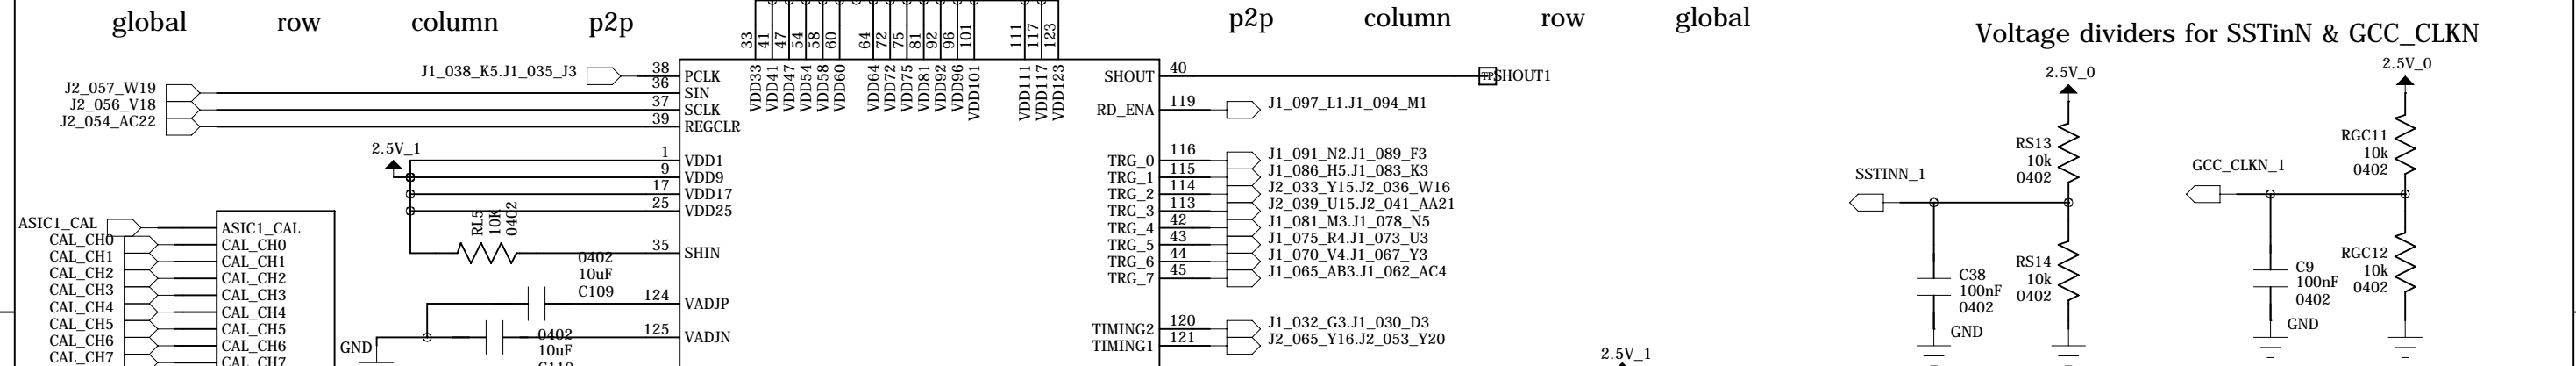 global row column p2p
p2p column row global
Voltage dividers for SSTinN & GCC_CLKN
33 41 47 54 58 60 64 72 75 81 92 96 101 111 117 123
VDD33 VDD41 VDD47 VDD54 VDD58 VDD60 VDD64 VDD72 VDD75 VDD81 VDD92 VDD96 VDD101 VDD111 VDD117 VDD123
J1_038_K5.J1_035_J3 38 PCLK
J2_057_W19 36 SIN
J2_056_V18 37 SCLK
J2_054_AC22 39 REGCLR
2.5V_1
1 VDD1
9 VDD9
17 VDD17
25 VDD25
RL5
10K
0402
35 SHIN
0402
10uF
C109
124 VADJP
125 VADJN
0402
10uF
GND
ASIC1_CAL ASIC1_CAL
CAL_CH0 CAL_CH0
CAL_CH1 CAL_CH1
CAL_CH2 CAL_CH2
CAL_CH3 CAL_CH3
CAL_CH4 CAL_CH4
CAL_CH5 CAL_CH5
CAL_CH6 CAL_CH6
CAL_CH7 CAL_CH7
SHOUT 40 TP SHOUT1
RD_ENA 119 J1_097_L1.J1_094_M1
TRG_0 116 J1_091_N2.J1_089_F3
TRG_1 115 J1_086_H5.J1_083_K3
TRG_2 114 J2_033_Y15.J2_036_W16
TRG_3 113 J2_039_U15.J2_041_AA21
TRG_4 42 J1_081_M3.J1_078_N5
TRG_5 43 J1_075_R4.J1_073_U3
TRG_6 44 J1_070_V4.J1_067_Y3
TRG_7 45 J1_065_AB3.J1_062_AC4
TIMING2 120 J1_032_G3.J1_030_D3
TIMING1 121 J2_065_Y16.J2_053_Y20
2.5V_1
2.5V_0
RS13
10k
0402
SSTINN_1
RS14
10k
0402
C38
100nF
0402
GND
2.5V_0
RGC11
10k
0402
GCC_CLKN_1
RGC12
10k
0402
C9
100nF
0402
GND